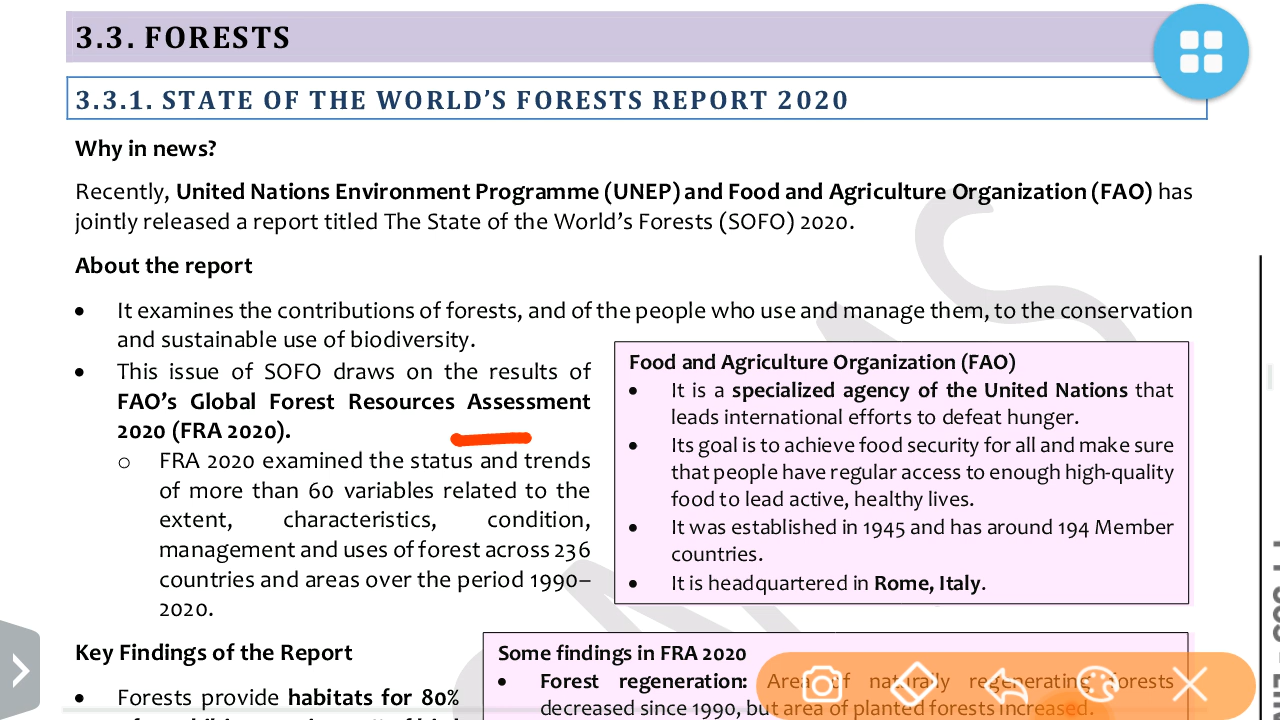 3.3. FORESTS
3.3.1. STATE OF THE WORLD'S FORESTS REPORT 2020
Why in news?
Recently, United Nations Environment Programme (UNEP) and Food and Agriculture Organization (FAO) has
jointly released a report titled The State of the World's Forests (SOFO) 2020.
About the report
• It examines the contributions of forests, and of the people who use and manage them, to the conservation
and sustainable use of biodiversity.
• This issue of SOFO draws on the results of
FAO's Global Forest Resources Assessment
2020 (FRA 2020).
o FRA 2020 examined the status and trends
of more than 60 variables related to the
extent, characteristics, condition,
management and uses of forest across 236
countries and areas over the period 1990–
2020.
Food and Agriculture Organization (FAO)
• It is a specialized agency of the United Nations that
leads international efforts to defeat hunger.
• Its goal is to achieve food security for all and make sure
that people have regular access to enough high-quality
food to lead active, healthy lives.
• It was established in 1945 and has around 194 Member
countries.
• It is headquartered in Rome, Italy.
Key Findings of the Report
• Forests provide habitats for 80%
Some findings in FRA 2020
• Forest regeneration: Area of naturally regenerating forests
decreased since 1990, but area of planted forests increased.